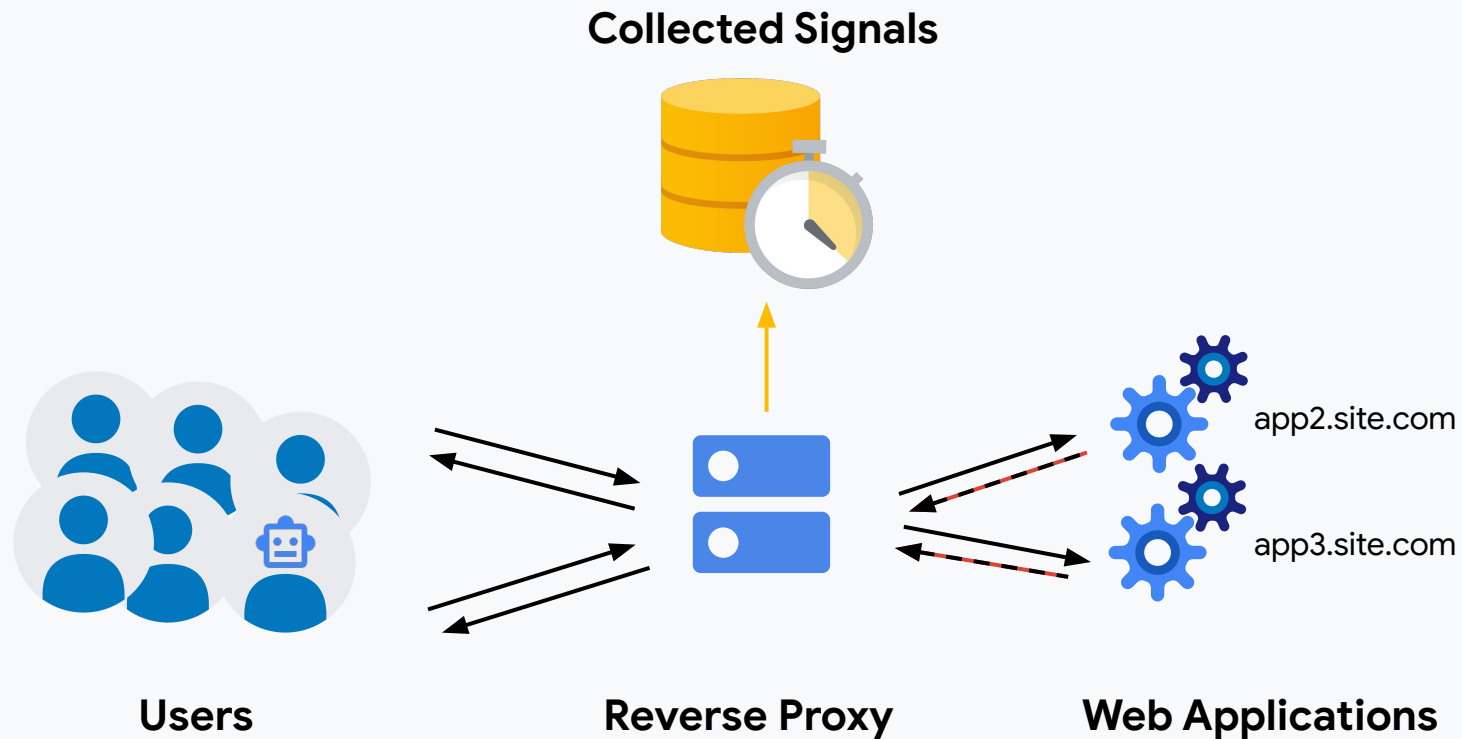 Collected Signals
app2.site.com
app3.site.com
Users
Reverse Proxy
Web Applications